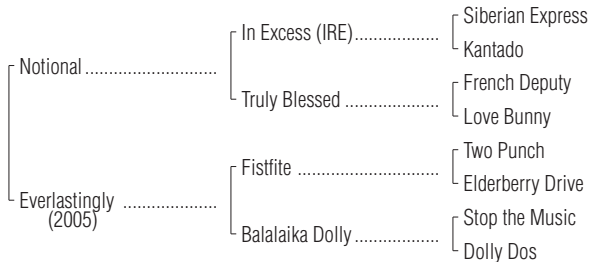 Siberian Express
In Excess (IRE)..................
Kantado
Notional ............................
French Deputy
Truly Blessed ....................
Love Bunny
Two Punch
Fistfite ..............................
Elderberry Drive
Everlastingly ....................
(2005)
Stop the Music
Balalaika Dolly ..................
Dolly Dos